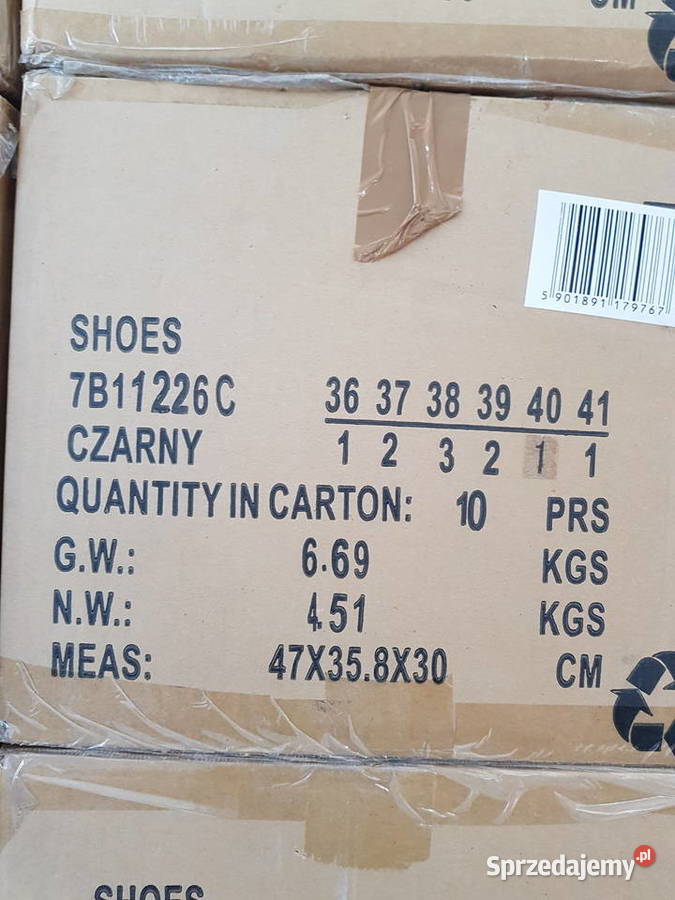 CM
5 901891 179767
SHOES
7B11226C 36 37 38 39 40 41
CZARNY 1 2 3 2 1 1
QUANTITY IN CARTON: 10 PRS
G.W.: 6.69 KGS
N.W.: 4.51 KGS
MEAS: 47X35.8X30 CM
SHOES
Sprzedajemy.pl